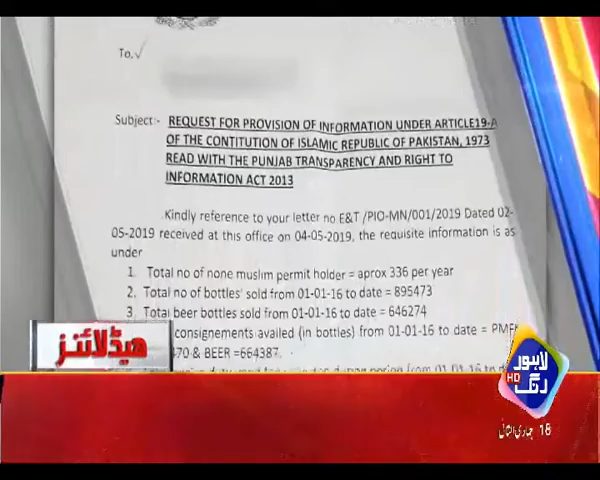 To,
Subject:- REQUEST FOR PROVISION OF INFORMATION UNDER ARTICLE19-A
OF THE CONTITUTION OF ISLAMIC REPUBLIC OF PAKISTAN, 1973
READ WITH THE PUNJAB TRANSPARENCY AND RIGHT TO
INFORMATION ACT 2013
Kindly reference to your letter no E&T /PIO-MN/001/2019 Dated 02-
05-2019 received at this office on 04-05-2019, the requisite information is as
under
1. Total no of none muslim permit holder = aprox 336 per year
2. Total no of bottles' sold from 01-01-16 to date = 895473
3. Total beer bottles sold from 01-01-16 to date = 646274
consignements availed (in bottles) from 01-01-16 to date =
470 & BEER =664387.
ہیڈلائنز
لاہور
رنگ
HD
18 جمادی الثانی